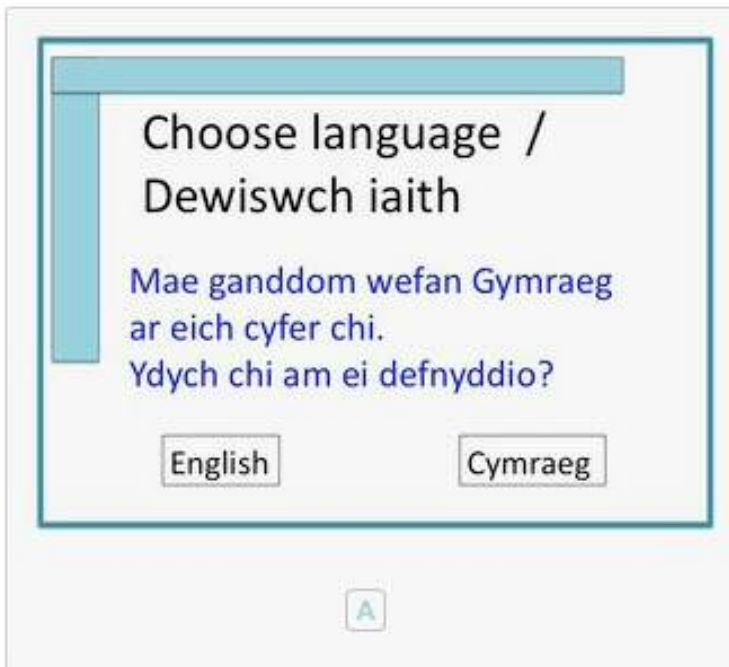 Choose language /
Dewiswch iaith
Mae ganddom wefan Gymraeg
ar eich cyfer chi.
Ydych chi am ei defnyddio?
English
Cymraeg
A